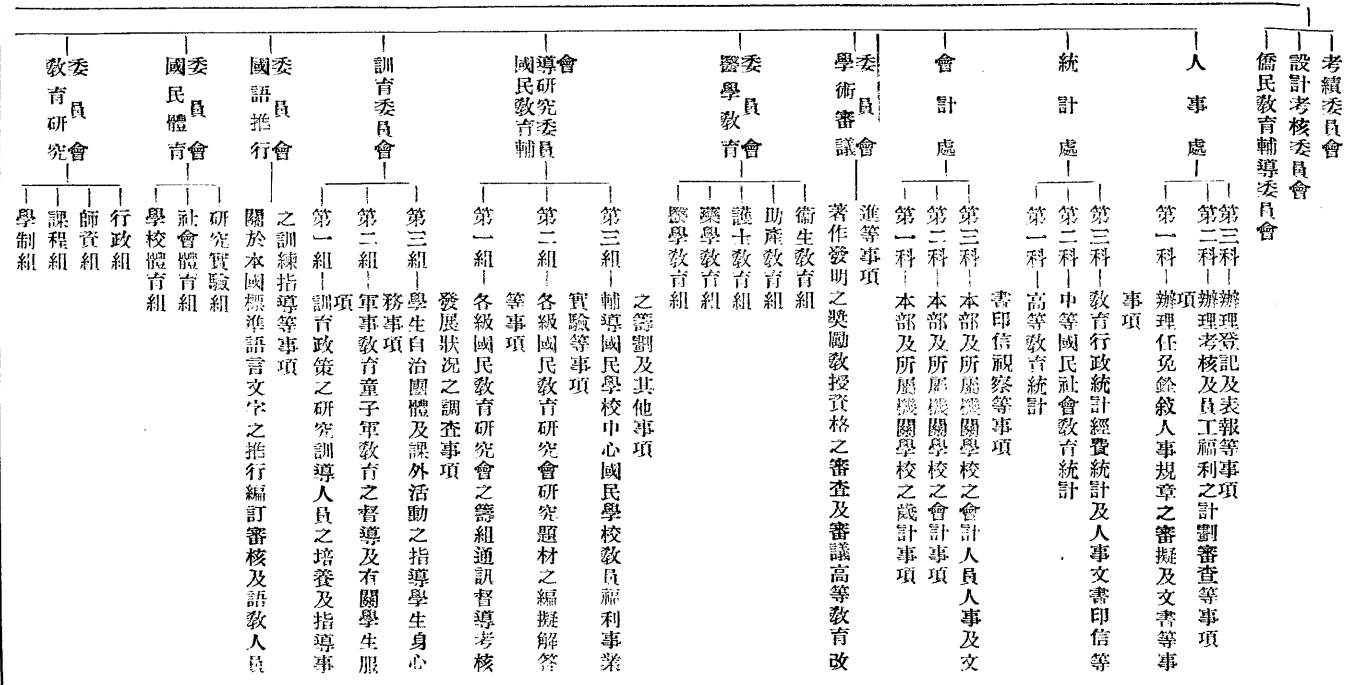 考績委員會
設計考核委員會
僑民教育輔導委員會
人事處
第三科—辦理登記及表報等事項
第二科—辦理考核及員工福利之計劃審查等事項
第一科—辦理任免銓敘人事規章之審擬及文書等事
項
統計處
第三科—教育行政統計經費統計及人事文書印信等
事項
第二科—中等國民社會教育統計
第一科—高等教育統計
會計處
第三科—本部及所屬機關學校之會計人員人事及文
書印信視察等事項
第二科—本部及所屬機關學校之會計事項
第一科—本部及所屬機關學校之歲計事項
學術審議
委員會
著作發明之獎勵教授資格之審查及審議高等教育改
進等事項
醫學教育
委員會
衞生教育組
助產教育組
護士教育組
藥學教育組
醫學教育組
國民教育輔
導研究委員
會
第三組—輔導國民學校中心國民學校教員福利事業
之籌劃及其他事項
第二組—各級國民教育研究會研究題材之編擬解答
實驗等事項
第一組—各級國民教育研究會之籌組通訊督導考核
等事項
訓育委員會
第三組—學生自治團體及課外活動之指導學生身心
發展狀况之調查事項
第二組—軍事教育童子軍教育之督導及有關學生服
務事項
第一組—訓育政策之研究訓導人員之培養及指導事
項
國語推行
委員會
關於本國標準語言文字之推行編訂審核及語教人員
之訓練指導等事項
國民體育
委員會
研究實驗組
社會體育組
學校體育組
教育研究
委員會
行政組
師資組
課程組
學制組